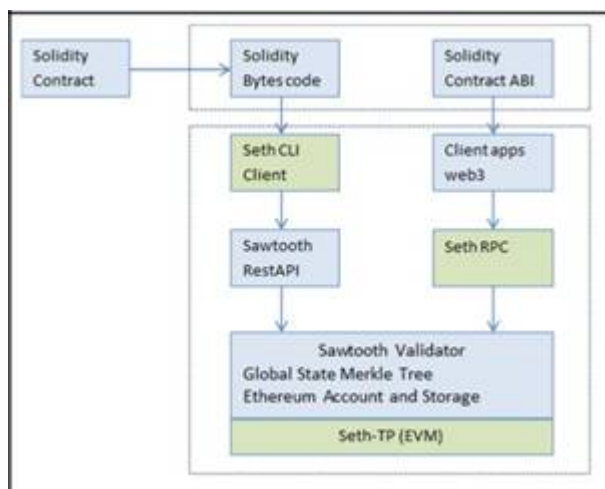 Solidity
Contract
Solidity
Bytes code
Solidity
Contract ABI
Seth CLI
Client
Client apps
web3
Sawtooth
RestAPI
Seth RPC
Sawtooth Validator
Global State Merkle Tree
Ethereum Account and Storage
Seth-TP (EVM)